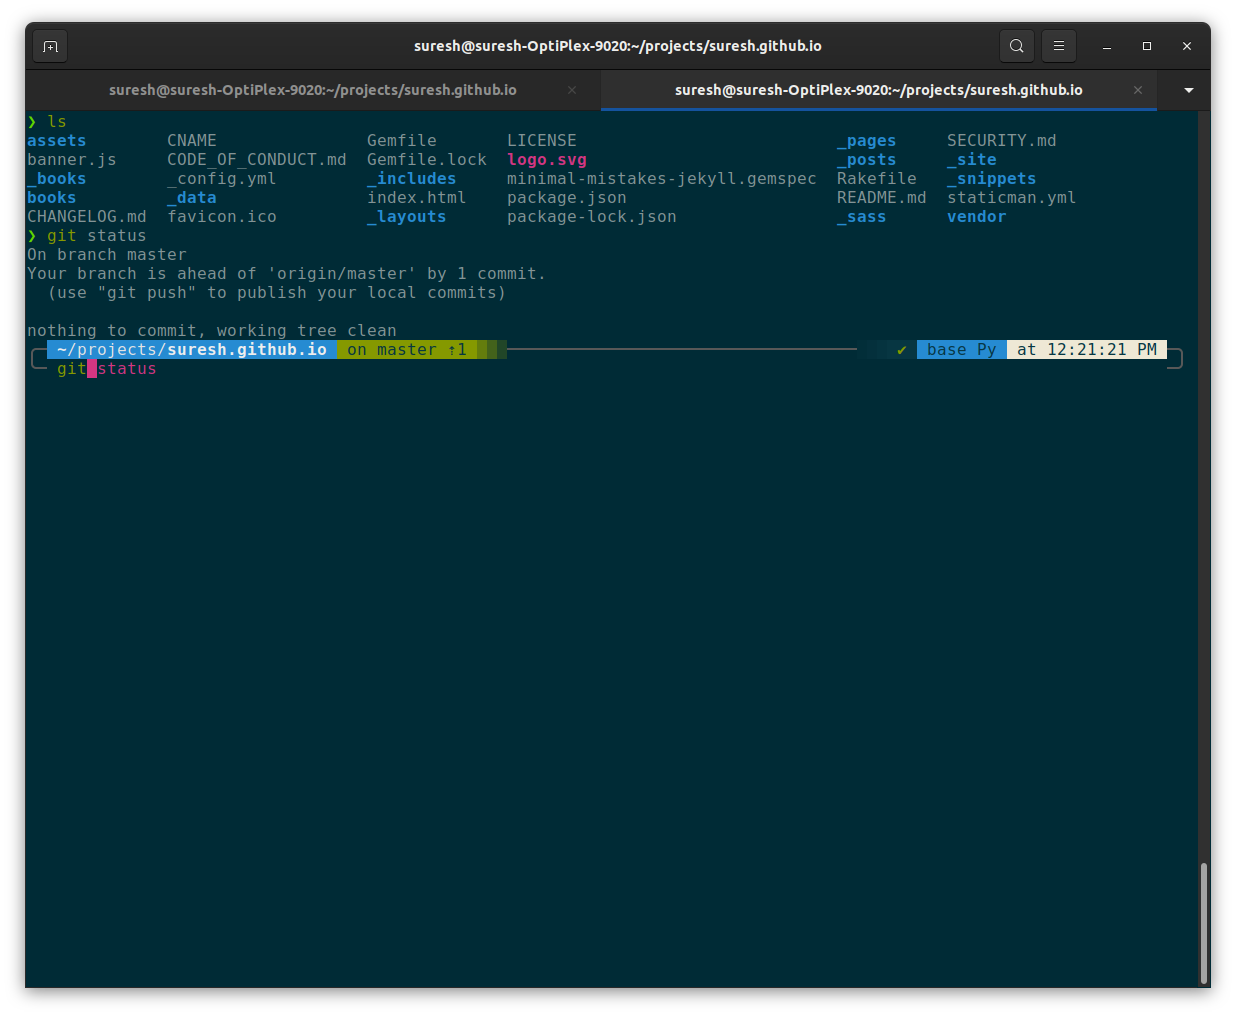 suresh@suresh-OptiPlex-9020:~/projects/suresh.github.io
suresh@suresh-OptiPlex-9020:~/projects/suresh.github.io suresh@suresh-OptiPlex-9020:~/projects/suresh.github.io
❯ ls
assets CNAME Gemfile LICENSE _pages SECURITY.md
banner.js CODE_OF_CONDUCT.md Gemfile.lock logo.svg _posts _site
_books _config.yml _includes minimal-mistakes-jekyll.gemspec Rakefile _snippets
books _data index.html package.json README.md staticman.yml
CHANGELOG.md favicon.ico _layouts package-lock.json _sass vendor
❯ git status
On branch master
Your branch is ahead of 'origin/master' by 1 commit.
(use "git push" to publish your local commits)
nothing to commit, working tree clean
~/projects/suresh.github.io on master ⇡1 ✔ base Py at 12:21:21 PM
git status